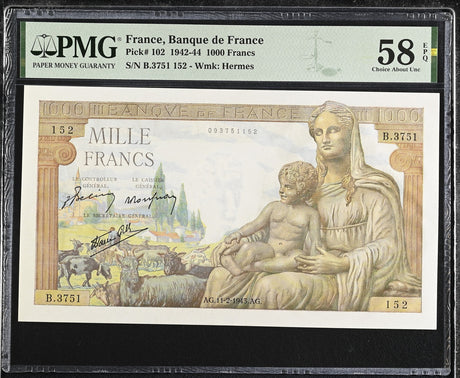 PMG
PAPER MONEY GUARANTY
France, Banque de France
Pick# 102 1942-44 1000 Francs
S/N B.3751 152 - Wmk: Hermes
58 EPQ
Choice About Unc
1000 BANQVE DE FRANCE 1000
152
093751152
B.3751
MILLE
FRANCS
LE CONTROLEUR
GÉNÉRAL,
LE CAISSIER
GÉNÉRAL,
LE SECRÉTAIRE GÉNÉRAL,
B.3751
AG.11-2-1943.AG.
152